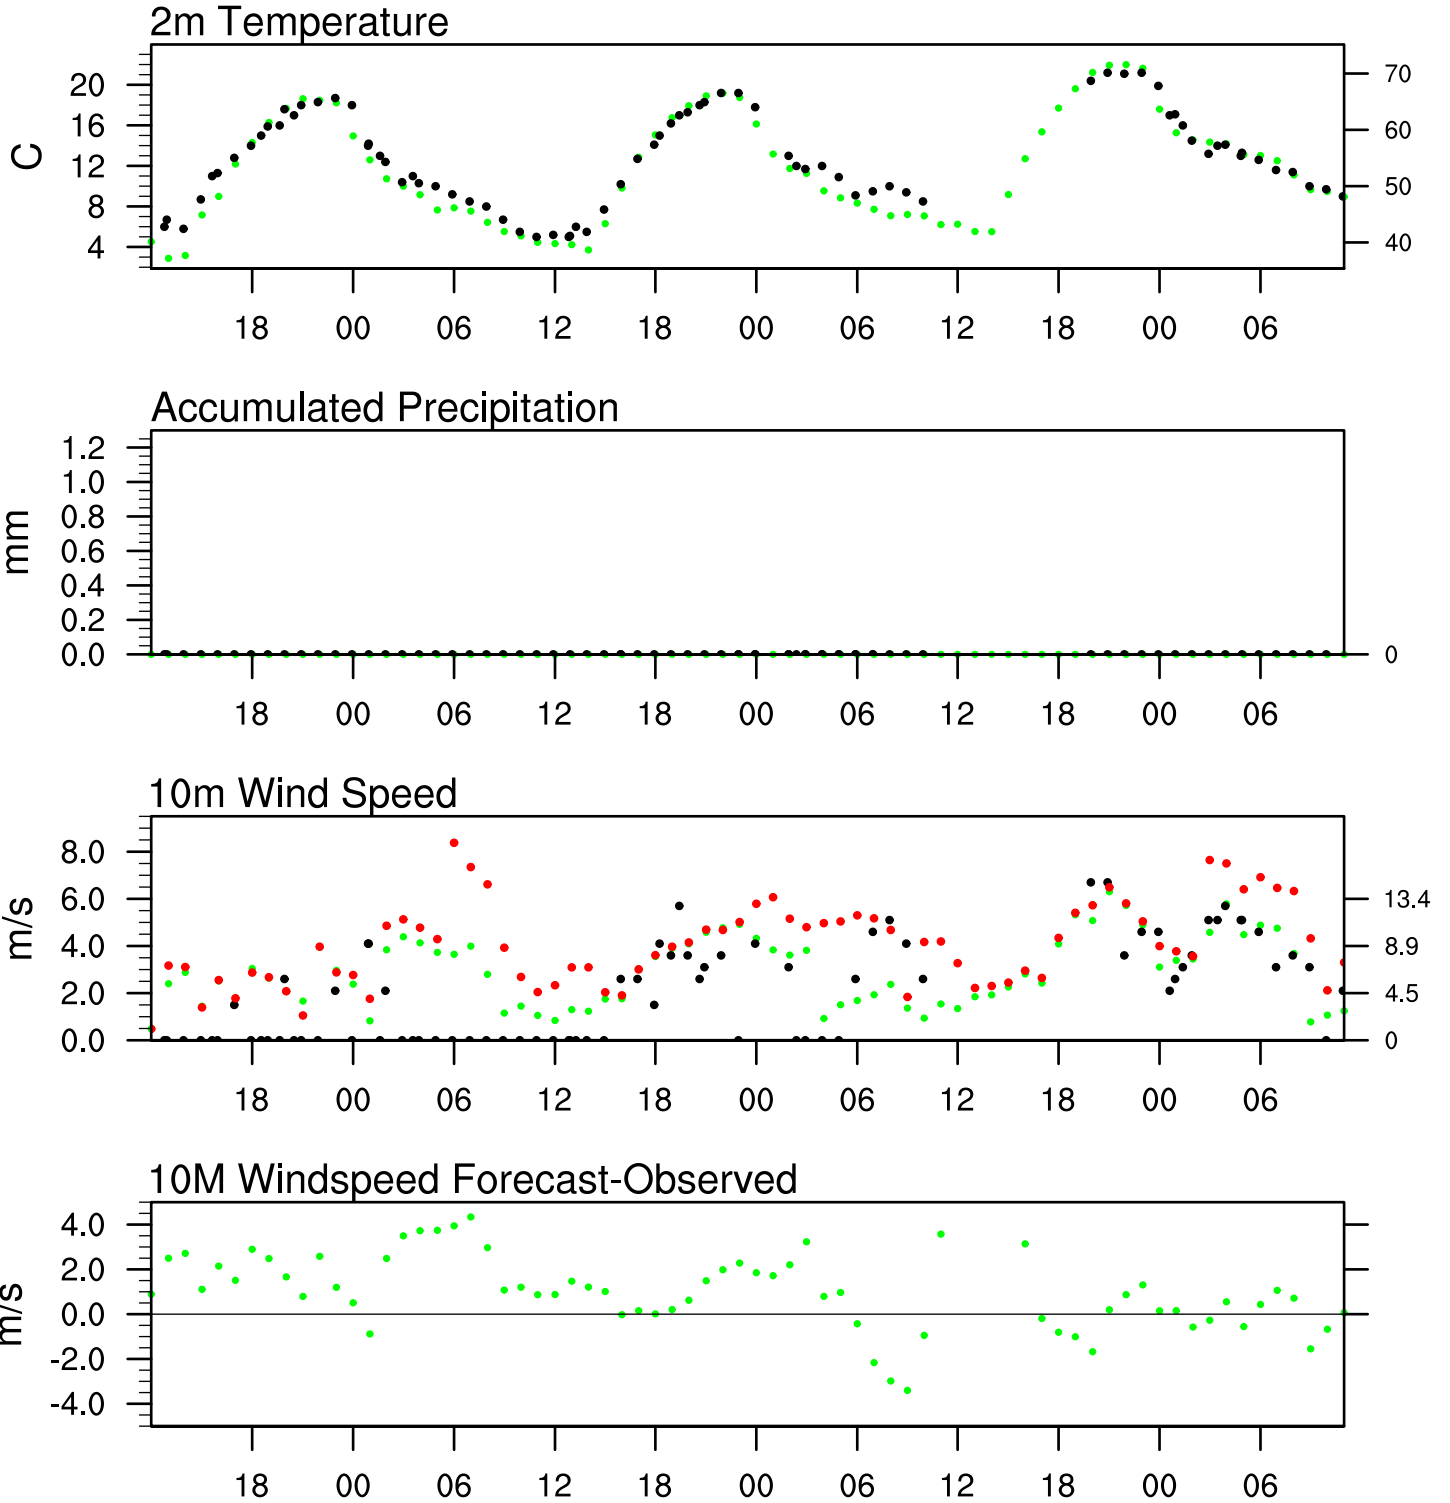 2m Temperature
C
20
16
12
8
4
70
60
50
40
18 00 06 12 18 00 06 12 18 00 06
Accumulated Precipitation
mm
1.2
1.0
0.8
0.6
0.4
0.2
0.0
0
18 00 06 12 18 00 06 12 18 00 06
10m Wind Speed
m/s
8.0
6.0
4.0
2.0
0.0
13.4
8.9
4.5
0
18 00 06 12 18 00 06 12 18 00 06
10M Windspeed Forecast-Observed
m/s
4.0
2.0
0.0
-2.0
-4.0
18 00 06 12 18 00 06 12 18 00 06